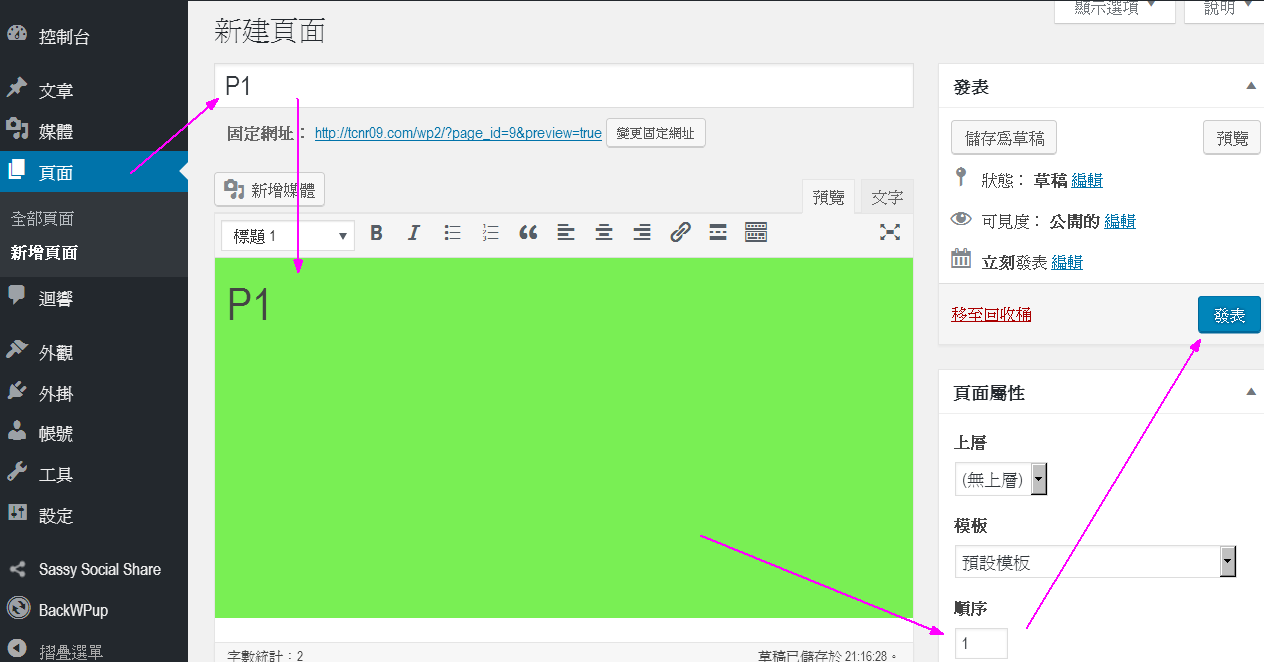 控制台
文章
媒體
頁面
全部頁面
新增頁面
迴響
外觀
外掛
帳號
工具
設定
Sassy Social Share
BackWPup
摺疊選單
顯示選項 說明
新建頁面
P1
固定網址： http://tcnr09.com/wp2/?page_id=9&preview=true 變更固定網址
新增媒體
預覽 文字
標題 1 B I
P1
字數統計：2 草稿已儲存於 21:16:28。
發表
儲存為草稿 預覽
狀態： 草稿 編輯
可見度： 公開的 編輯
立刻發表 編輯
移至回收桶 發表
頁面屬性
上層
(無上層)
模板
預設模板
順序
1